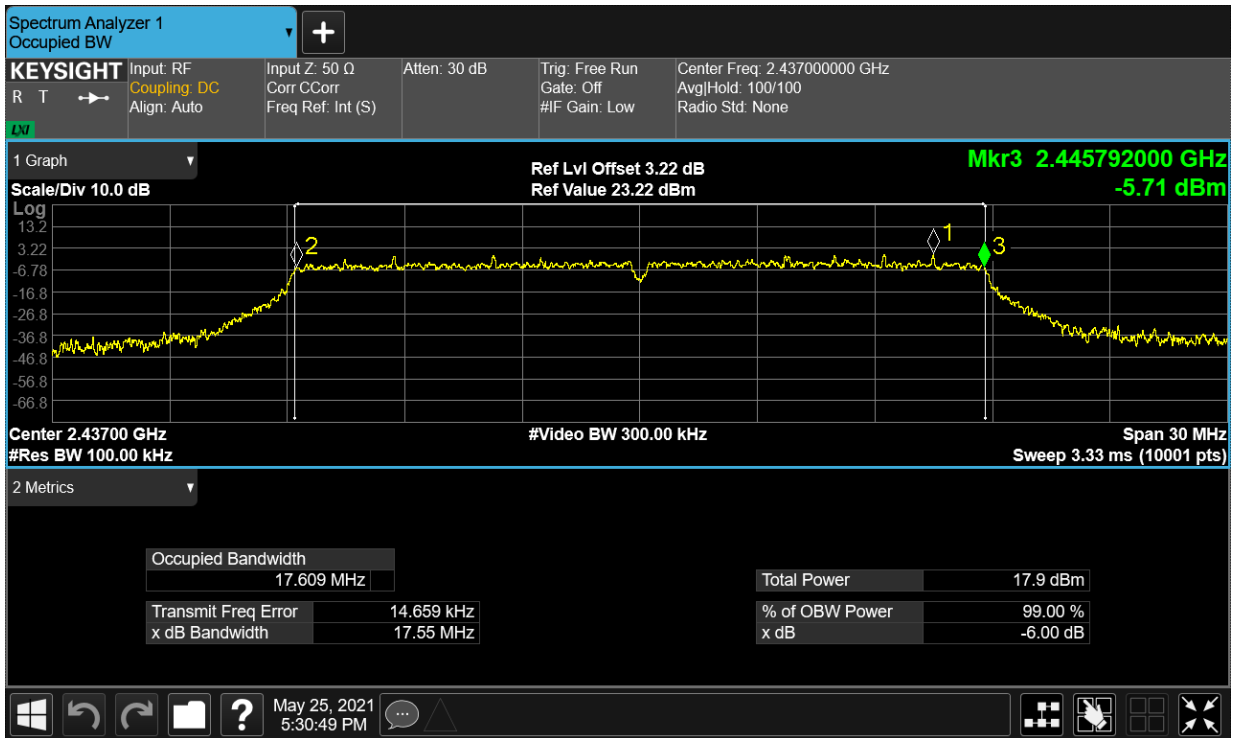 Spectrum Analyzer 1
Occupied BW
+
KEYSIGHT
R T
LXI
Input: RF
Coupling: DC
Align: Auto
Input Z: 50 Ω
Corr CCorr
Freq Ref: Int (S)
Atten: 30 dB
Trig: Free Run
Gate: Off
#IF Gain: Low
Center Freq: 2.437000000 GHz
Avg|Hold: 100/100
Radio Std: None
1 Graph
Ref Lvl Offset 3.22 dB
Mkr3 2.445792000 GHz
Scale/Div 10.0 dB
Ref Value 23.22 dBm
-5.71 dBm
Log
13.2
3.22
-6.78
-16.8
-26.8
-36.8
-46.8
-56.8
-66.8
2
1
3
Center 2.43700 GHz
#Video BW 300.00 kHz
Span 30 MHz
#Res BW 100.00 kHz
Sweep 3.33 ms (10001 pts)
2 Metrics
Occupied Bandwidth
17.609 MHz
Transmit Freq Error 14.659 kHz
x dB Bandwidth 17.55 MHz
Total Power 17.9 dBm
% of OBW Power 99.00 %
x dB -6.00 dB
?
May 25, 2021
5:30:49 PM